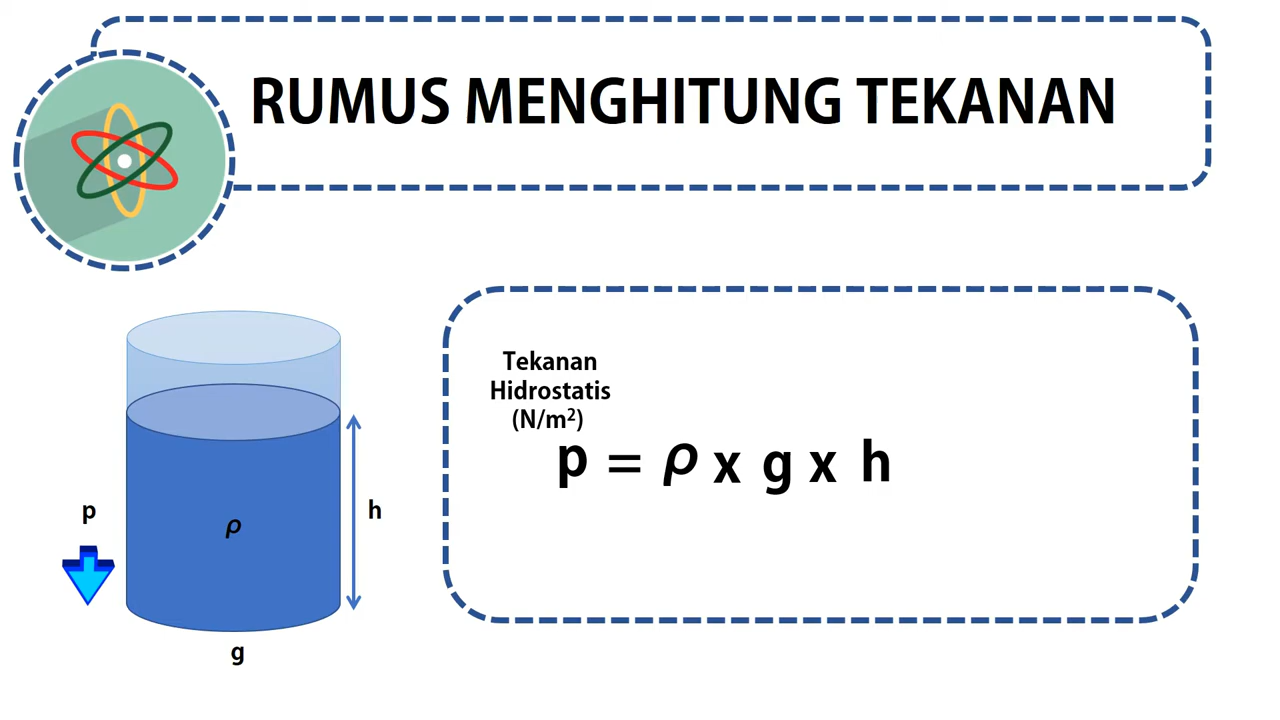 RUMUS MENGHITUNG TEKANAN
Tekanan
Hidrostatis
(N/m²)
p = ρ x g x h
p
ρ
h
g